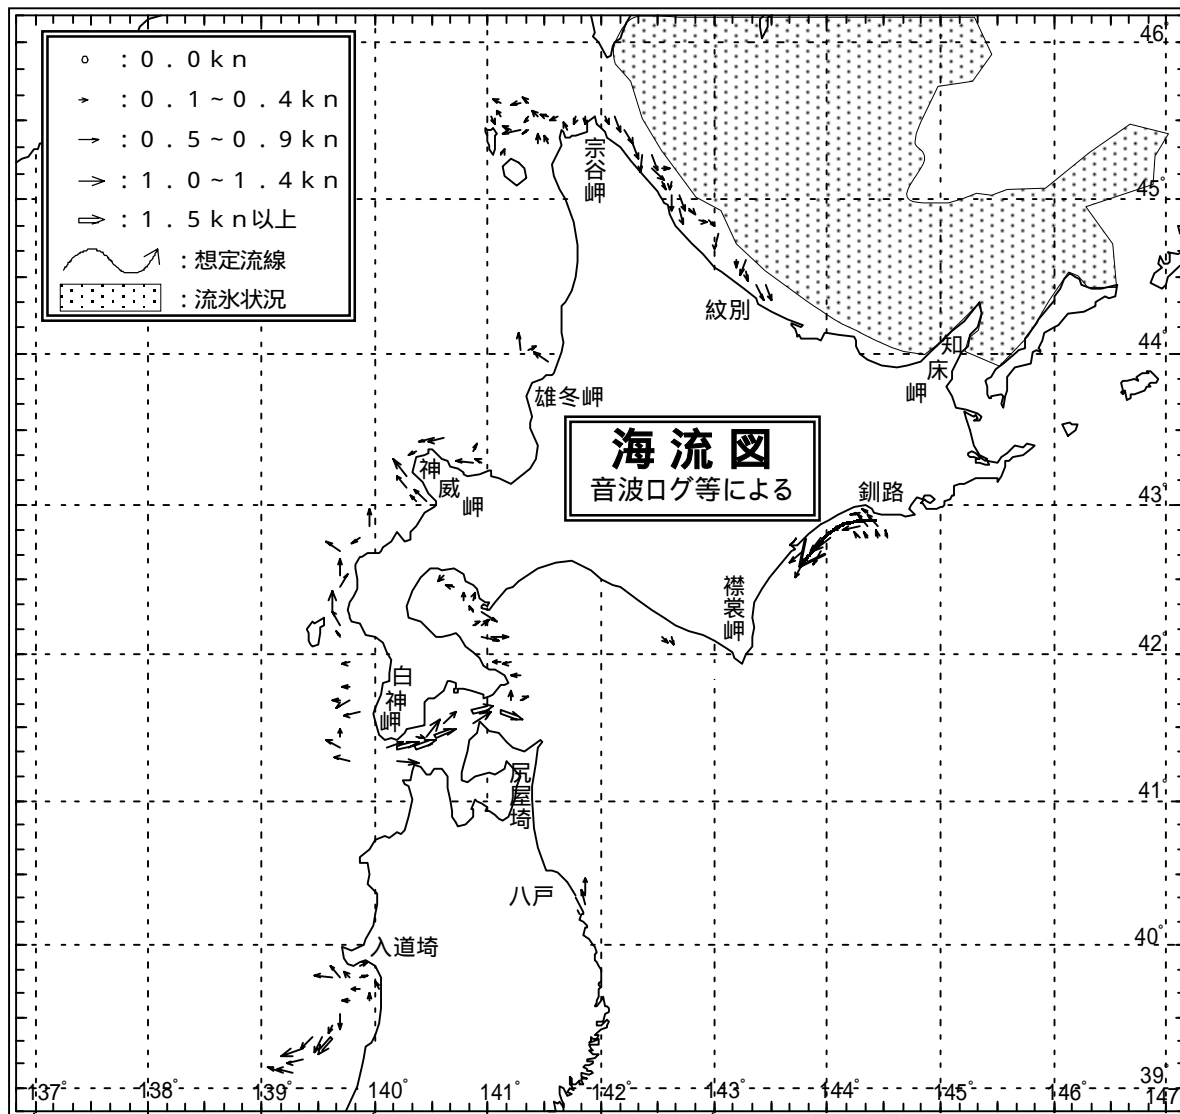 ：０．０ｋｎ
：０．１~０．４ｋｎ
：０．５~０．９ｋｎ
：１．０~１．４ｋｎ
：１．５ｋｎ以上
：想定流線
：流氷状況
海流図
音波ログ等による
宗谷岬
紋別
知床岬
雄冬岬
神威岬
釧路
襟裳岬
白神岬
尻屋埼
八戸
入道埼
46°
45°
44°
43°
42°
41°
40°
39°
137°
138°
139°
140°
141°
142°
143°
144°
145°
146°
147°